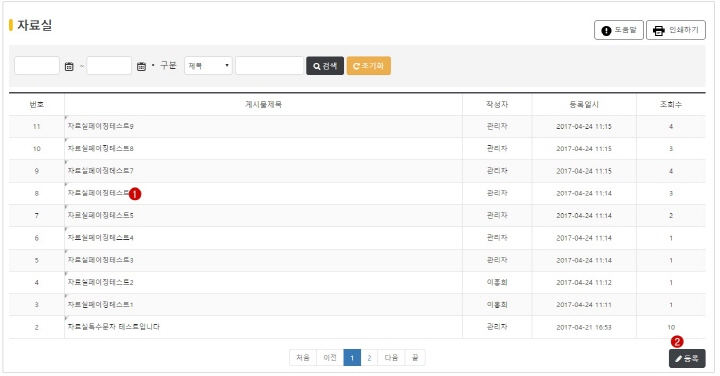 자료실
도움말 인쇄하기
~ · 구분 제목 검색 초기화
번호 게시물제목 작성자 등록일시 조회수
11 자료실페이징테스트9 관리자 2017-04-24 11:15 4
10 자료실페이징테스트8 관리자 2017-04-24 11:15 3
9 자료실페이징테스트7 관리자 2017-04-24 11:15 4
8 자료실페이징테스트 1 관리자 2017-04-24 11:14 3
7 자료실페이징테스트5 관리자 2017-04-24 11:14 2
6 자료실페이징테스트4 관리자 2017-04-24 11:14 1
5 자료실페이징테스트3 관리자 2017-04-24 11:14 1
4 자료실페이징테스트2 이홍희 2017-04-24 11:12 1
3 자료실페이징테스트1 이홍희 2017-04-24 11:11 1
2 자료실특수문자 테스트입니다 관리자 2017-04-21 16:53 10
2
처음 이전 1 2 다음 끝 등록